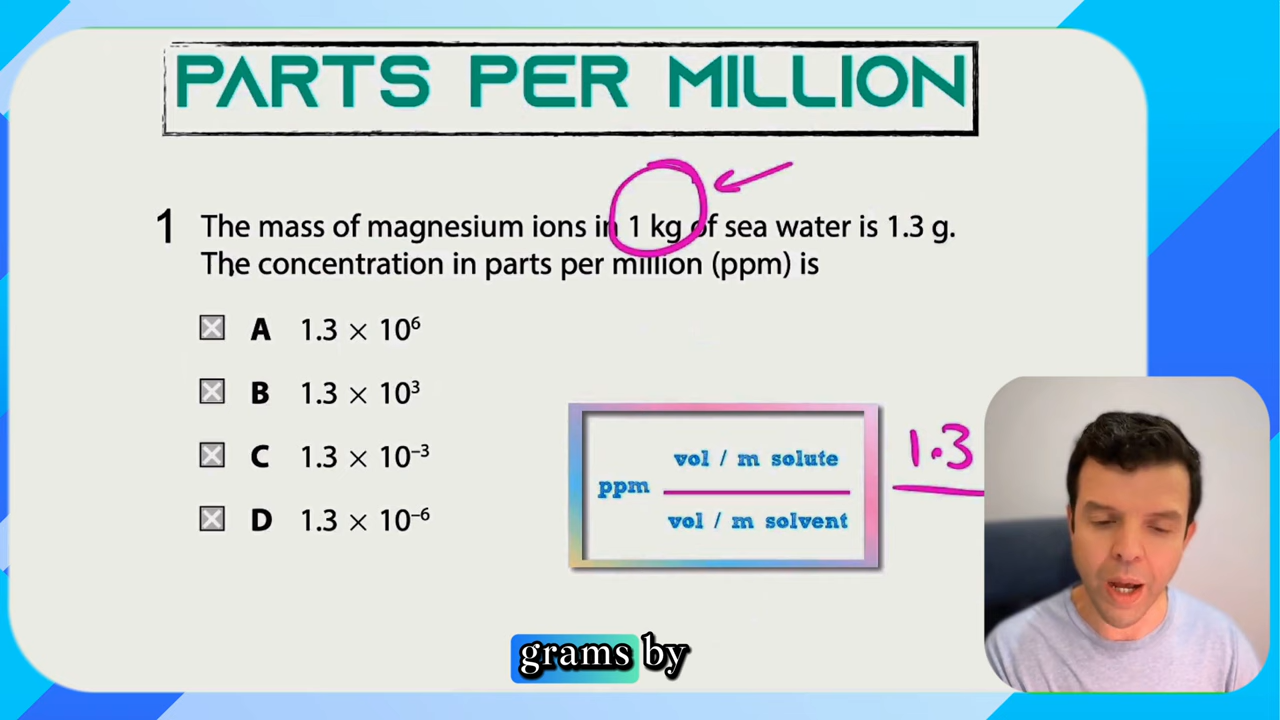 PARTS PER MILLION
1 The mass of magnesium ions in 1 kg of sea water is 1.3 g.
The concentration in parts per million (ppm) is
A 1.3 × 10⁶
B 1.3 × 10³
C 1.3 × 10⁻³
D 1.3 × 10⁻⁶
vol / m solute
ppm
vol / m solvent
1.3
grams by